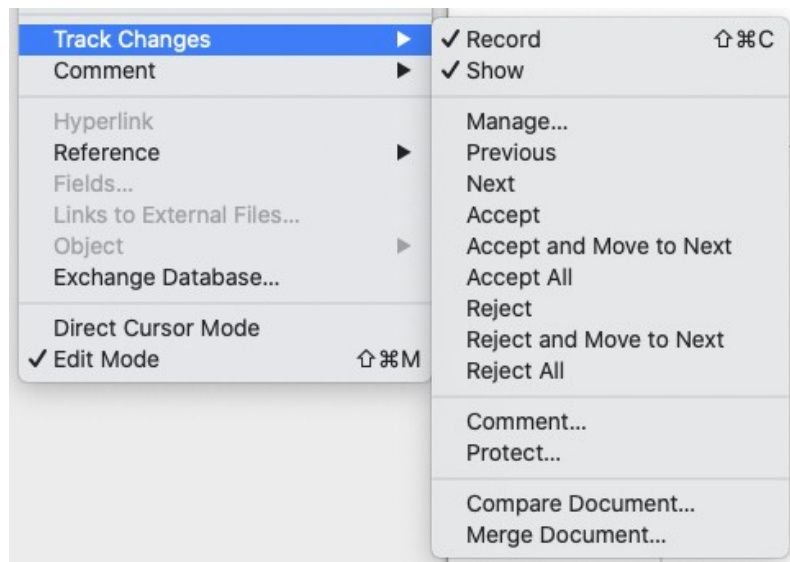 Track Changes ▶
Comment ▶
Hyperlink
Reference ▶
Fields...
Links to External Files...
Object ▶
Exchange Database...
Direct Cursor Mode
✓ Edit Mode ⇧⌘M
✓ Record ⇧⌘C
✓ Show
Manage...
Previous
Next
Accept
Accept and Move to Next
Accept All
Reject
Reject and Move to Next
Reject All
Comment...
Protect...
Compare Document...
Merge Document...